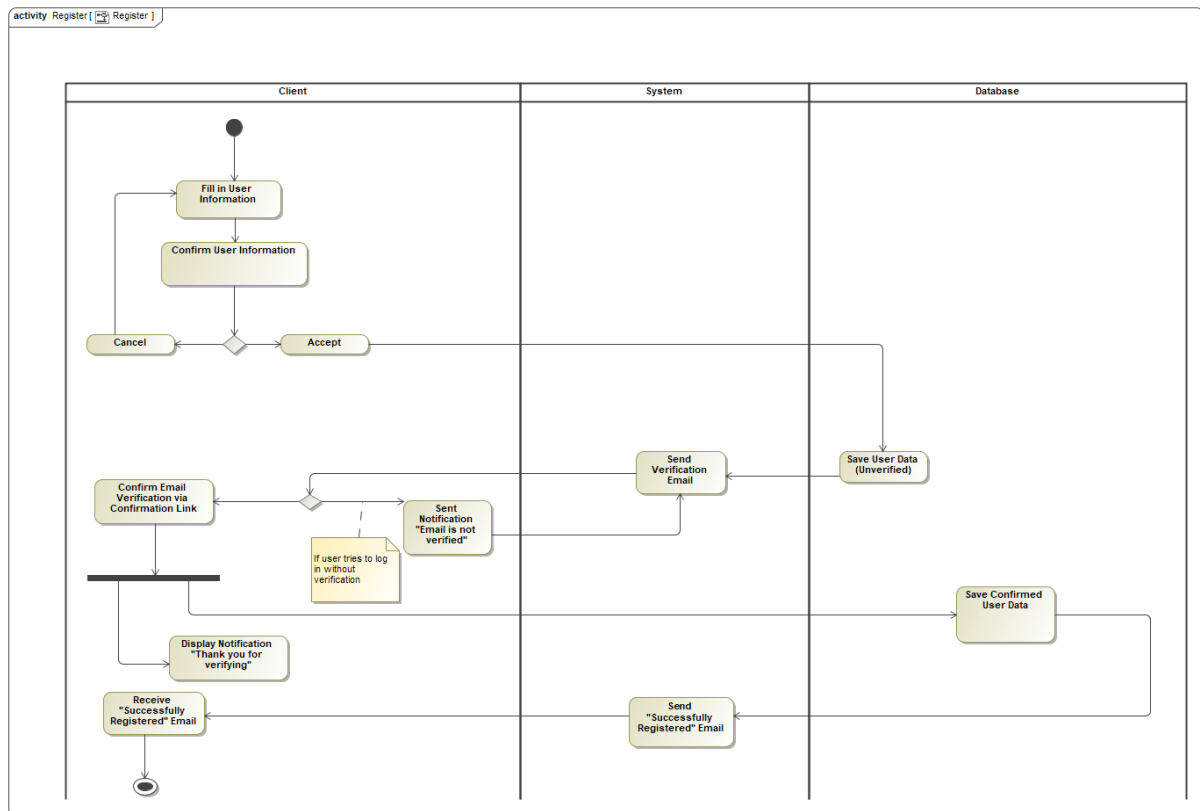 activity Register [ Register ]
Client
System
Database
Fill in User
Information
Confirm User Information
Cancel
Accept
Save User Data
(Unverified)
Send
Verification
Email
Confirm Email
Verification via
Confirmation Link
Sent
Notification
"Email is not
verified"
If user tries to log
in without
verification
Save Confirmed
User Data
Display Notification
"Thank you for
verifying"
Receive
"Successfully
Registered" Email
Send
"Successfully
Registered" Email